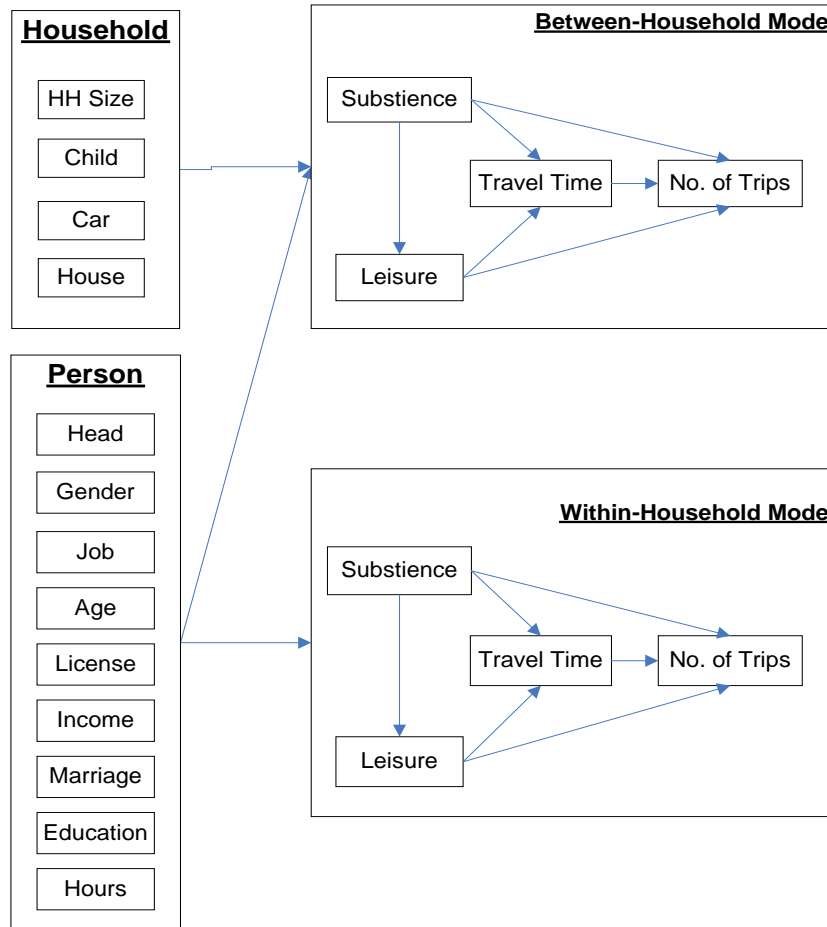 Household
HH Size
Child
Car
House
Between-Household Mode
Substience
Travel Time
No. of Trips
Leisure
Person
Head
Gender
Job
Age
License
Income
Marriage
Education
Hours
Within-Household Mode
Substience
Travel Time
No. of Trips
Leisure